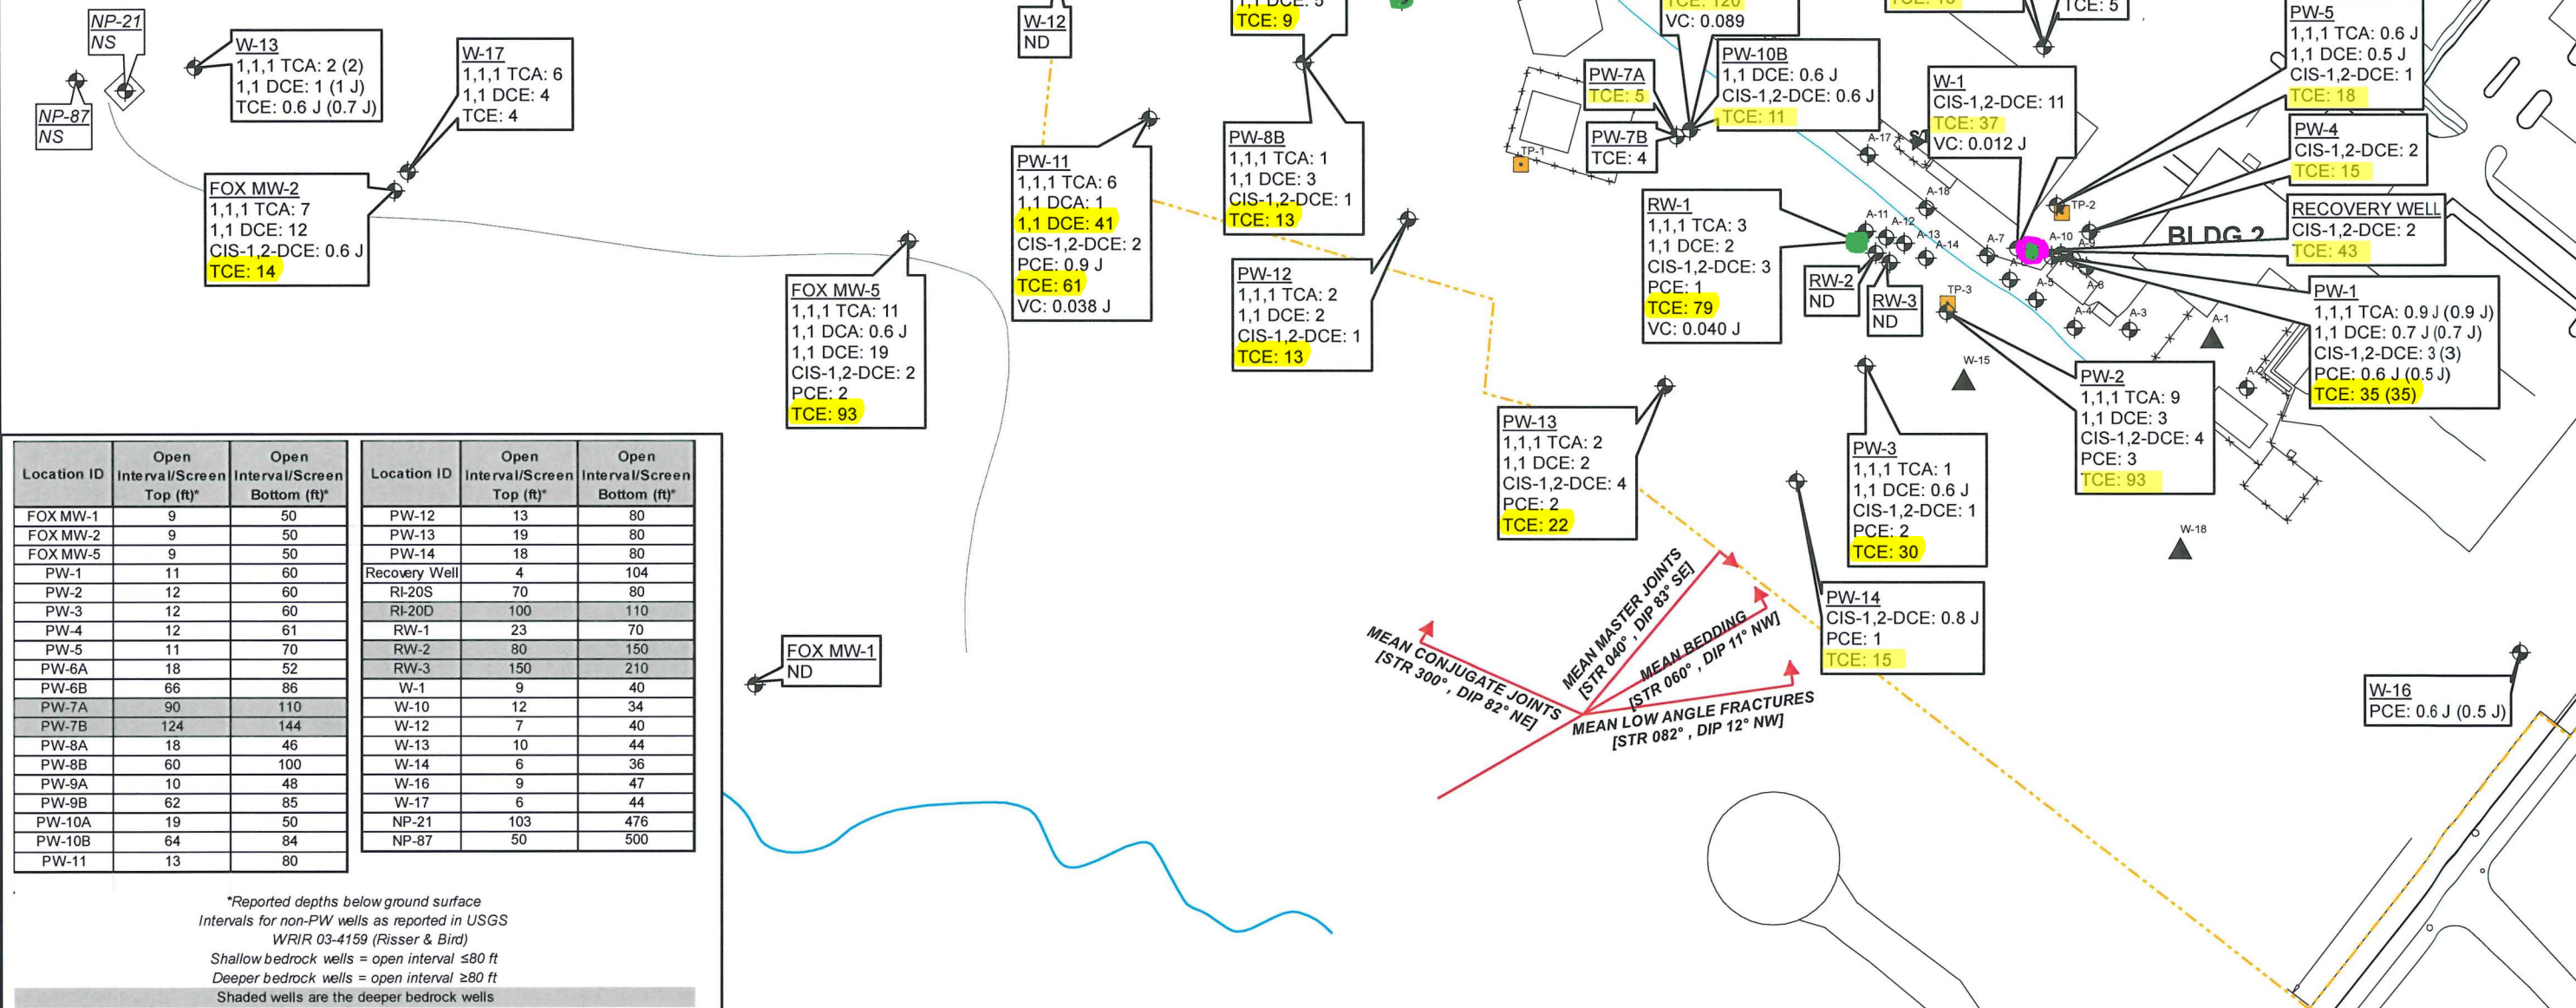 NP-21
NS
NP-87
NS
W-13
1,1,1 TCA: 2 (2)
1,1 DCE: 1 (1 J)
TCE: 0.6 J (0.7 J)
W-17
1,1,1 TCA: 6
1,1 DCE: 4
TCE: 4
FOX MW-2
1,1,1 TCA: 7
1,1 DCE: 12
CIS-1,2-DCE: 0.6 J
TCE: 14
W-12
ND
1,1 DCE: 5
TCE: 9
TCE: 120
VC: 0.089
TCE: 5
PW-11
1,1,1 TCA: 6
1,1 DCA: 1
1,1 DCE: 41
CIS-1,2-DCE: 2
PCE: 0.9 J
TCE: 61
VC: 0.038 J
PW-8B
1,1,1 TCA: 1
1,1 DCE: 3
CIS-1,2-DCE: 1
TCE: 13
PW-12
1,1,1 TCA: 2
1,1 DCE: 2
CIS-1,2-DCE: 1
TCE: 13
FOX MW-5
1,1,1 TCA: 11
1,1 DCA: 0.6 J
1,1 DCE: 19
CIS-1,2-DCE: 2
PCE: 2
TCE: 93
PW-7A
TCE: 5
PW-7B
TCE: 4
TP-1
PW-10B
1,1 DCE: 0.6 J
CIS-1,2-DCE: 0.6 J
TCE: 11
W-1
CIS-1,2-DCE: 11
TCE: 37
VC: 0.012 J
PW-5
1,1,1 TCA: 0.6 J
1,1 DCE: 0.5 J
CIS-1,2-DCE: 1
TCE: 18
PW-4
CIS-1,2-DCE: 2
TCE: 15
RECOVERY WELL
CIS-1,2-DCE: 2
TCE: 43
BLDG 2
PW-1
1,1,1 TCA: 0.9 J (0.9 J)
1,1 DCE: 0.7 J (0.7 J)
CIS-1,2-DCE: 3 (3)
PCE: 0.6 J (0.5 J)
TCE: 35 (35)
RW-1
1,1,1 TCA: 3
1,1 DCE: 2
CIS-1,2-DCE: 3
PCE: 1
TCE: 79
VC: 0.040 J
RW-2
ND
RW-3
ND
A-17
A-18
A-11
A-12
A-13
A-14
A-7
A-10
A-9
A-8
A-5
A-4
A-3
A-1
TP-2
TP-3
W-15
W-18
PW-2
1,1,1 TCA: 9
1,1 DCE: 3
CIS-1,2-DCE: 4
PCE: 3
TCE: 93
PW-13
1,1,1 TCA: 2
1,1 DCE: 2
CIS-1,2-DCE: 4
PCE: 2
TCE: 22
PW-3
1,1,1 TCA: 1
1,1 DCE: 0.6 J
CIS-1,2-DCE: 1
PCE: 2
TCE: 30
PW-14
CIS-1,2-DCE: 0.8 J
PCE: 1
TCE: 15
W-16
PCE: 0.6 J (0.5 J)
FOX MW-1
ND
MEAN CONJUGATE JOINTS
[STR 300° , DIP 82° NE]
MEAN MASTER JOINTS
[STR 040° , DIP 83° SE]
MEAN BEDDING
[STR 060° , DIP 11° NW]
MEAN LOW ANGLE FRACTURES
[STR 082° , DIP 12° NW]
Location ID Open Interval/Screen Top (ft)* Open Interval/Screen Bottom (ft)*
FOX MW-1 9 50
FOX MW-2 9 50
FOX MW-5 9 50
PW-1 11 60
PW-2 12 60
PW-3 12 60
PW-4 12 61
PW-5 11 70
PW-6A 18 52
PW-6B 66 86
PW-7A 90 110
PW-7B 124 144
PW-8A 18 46
PW-8B 60 100
PW-9A 10 48
PW-9B 62 85
PW-10A 19 50
PW-10B 64 84
PW-11 13 80
Location ID Open Interval/Screen Top (ft)* Open Interval/Screen Bottom (ft)*
PW-12 13 80
PW-13 19 80
PW-14 18 80
Recovery Well 4 104
RI-20S 70 80
RI-20D 100 110
RW-1 23 70
RW-2 80 150
RW-3 150 210
W-1 9 40
W-10 12 34
W-12 7 40
W-13 10 44
W-14 6 36
W-16 9 47
W-17 6 44
NP-21 103 476
NP-87 50 500
*Reported depths below ground surface
Intervals for non-PW wells as reported in USGS
WRIR 03-4159 (Risser & Bird)
Shallow bedrock wells = open interval ≤80 ft
Deeper bedrock wells = open interval ≥80 ft
Shaded wells are the deeper bedrock wells